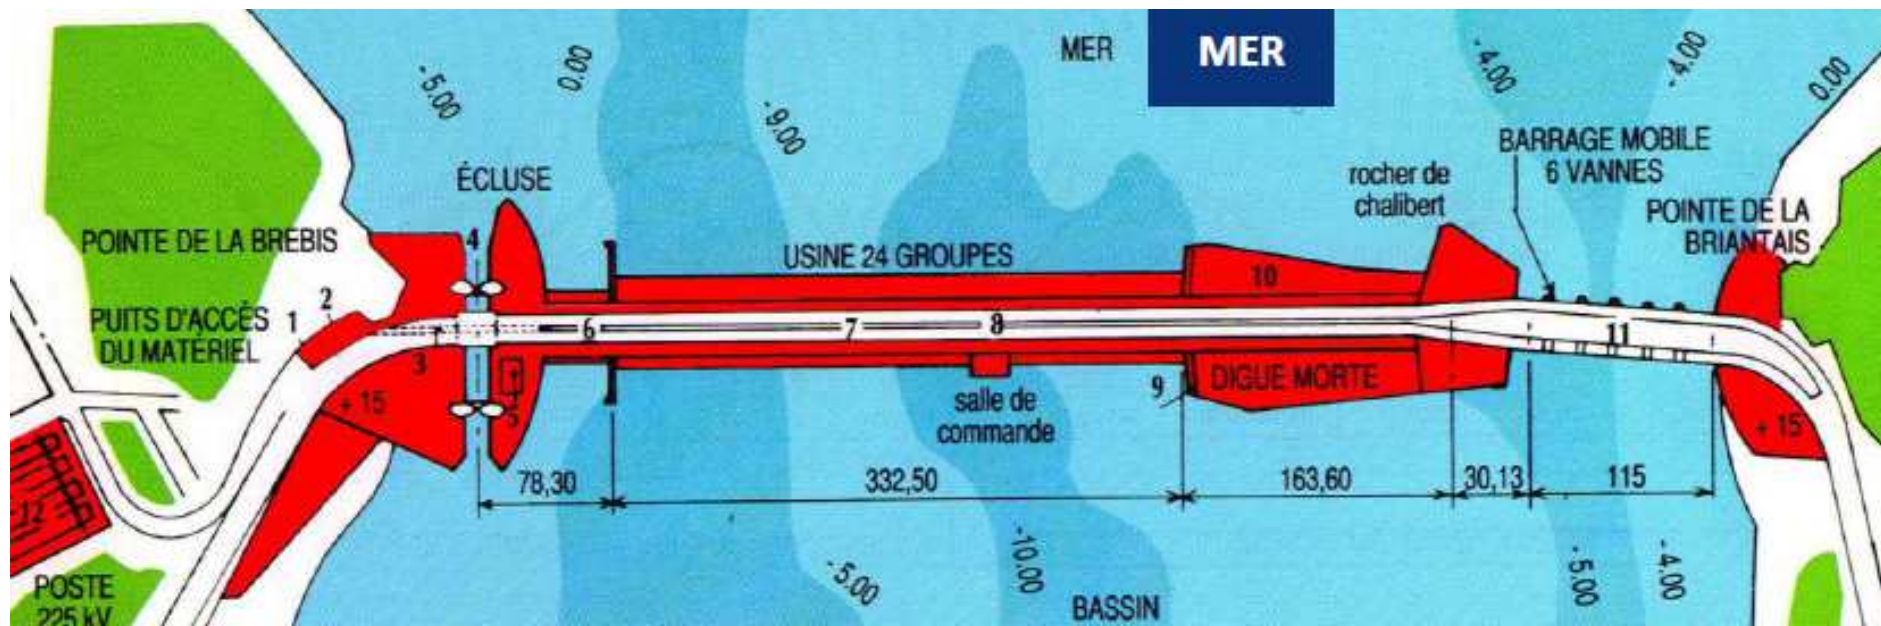 MER
MER
- 5.00
0.00
- 9.00
- 4.00
- 4.00
0.00
BARRAGE MOBILE
6 VANNES
ÉCLUSE
rocher de
chalibert
POINTE DE LA
BRIANTAIS
POINTE DE LA BREBIS
4
USINE 24 GROUPES
10
2
1
PUITS D'ACCÈS
DU MATÉRIEL
3
6
7
8
11
+ 15
5
salle de
commande
9
DIGUE MORTE
+ 15
78,30
332,50
163,60
30,13
115
12
POSTE
225 kV
- 5.00
- 10.00
BASSIN
- 5.00
- 4.00